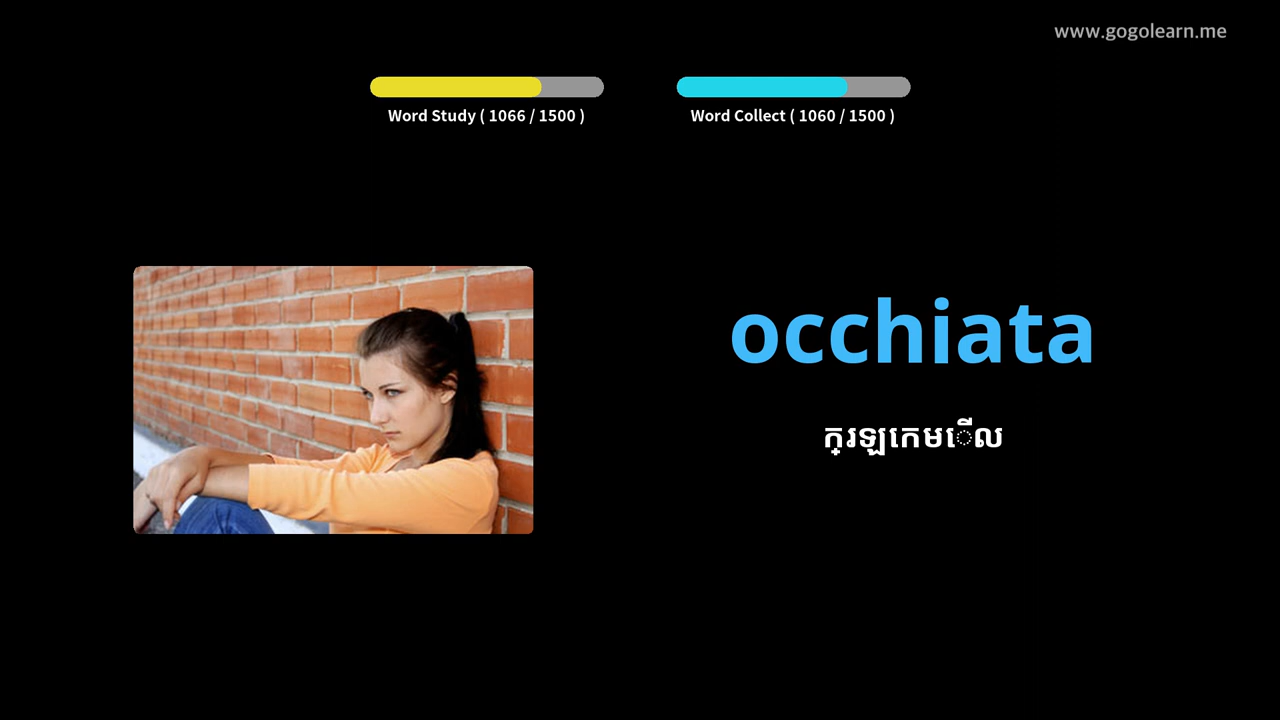 www.gogolearn.me
Word Study ( 1066 / 1500 )
Word Collect ( 1060 / 1500 )
occhiata
ក្រឡេកមើល